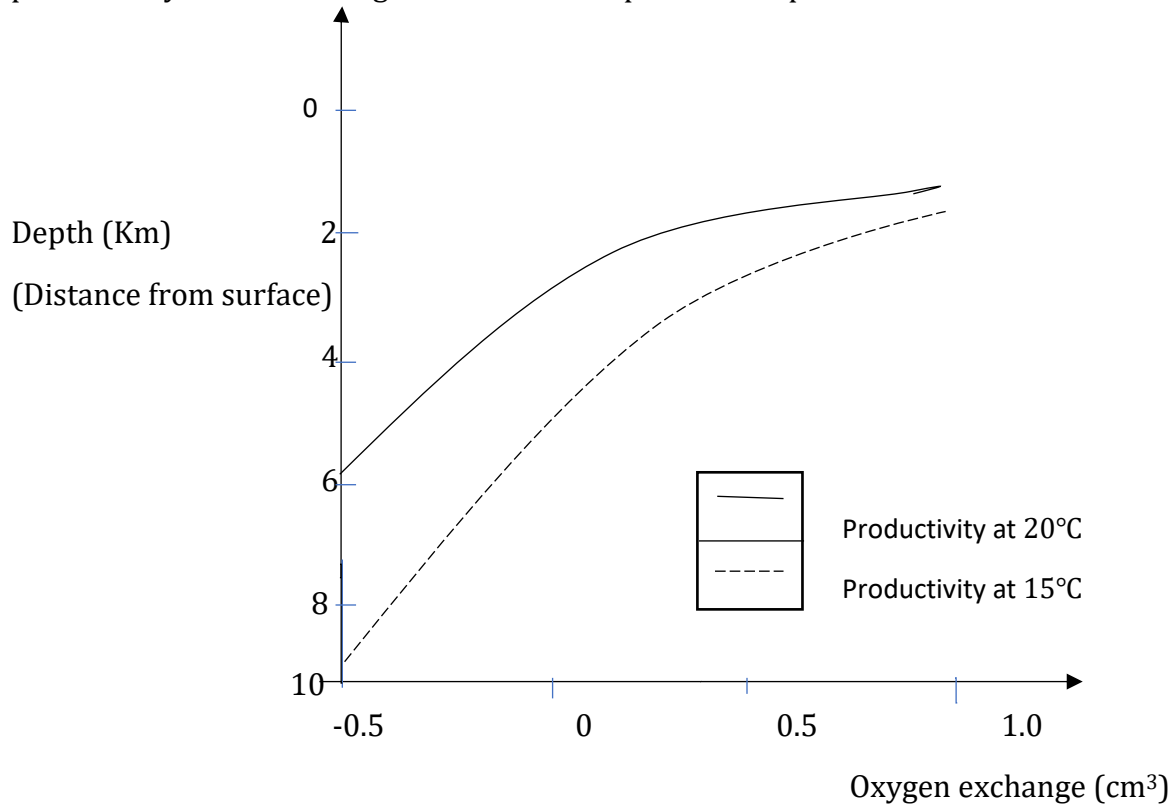 0
Depth (Km)
2
(Distance from surface)
4
6
Productivity at 20°C
Productivity at 15°C
8
10
-0.5 0 0.5 1.0
Oxygen exchange (cm³)